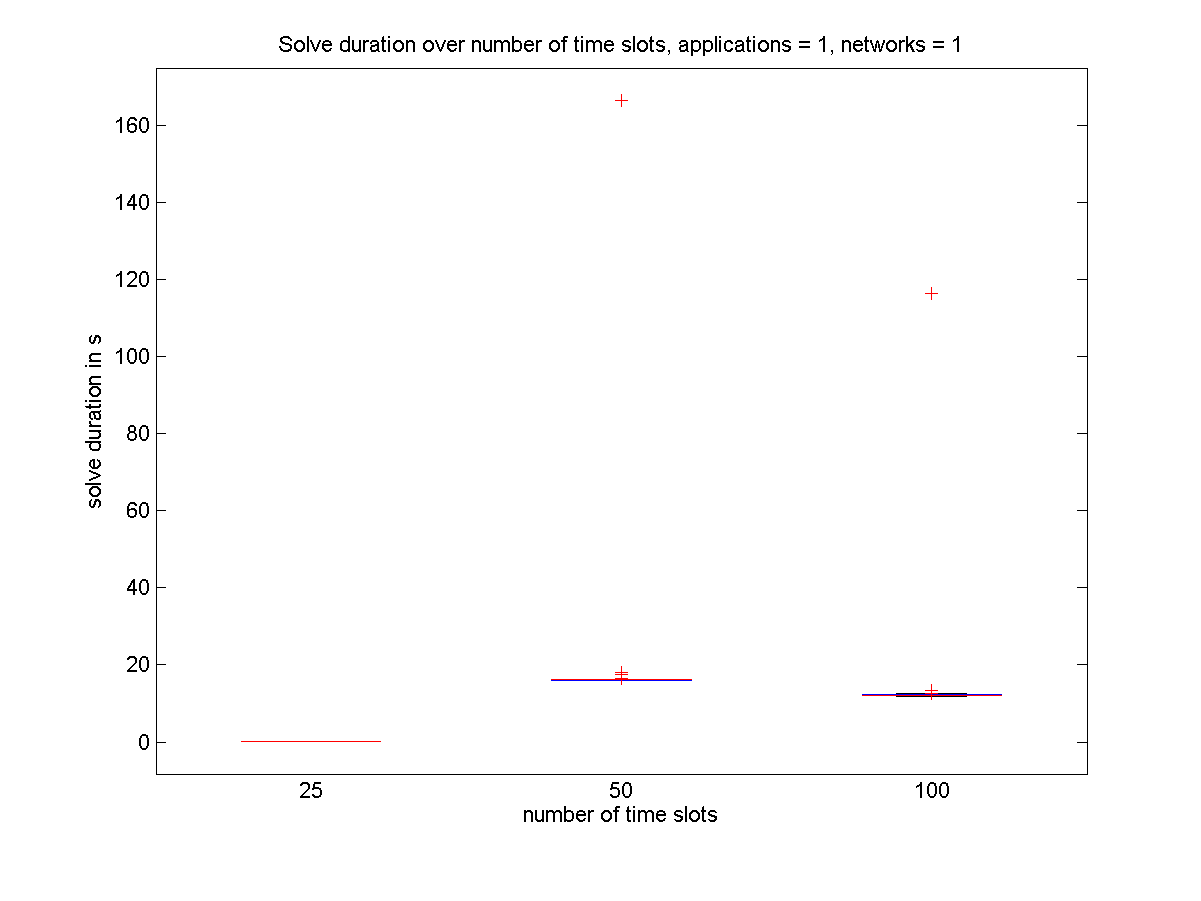 Solve duration over number of time slots, applications = 1, networks = 1
160
140
120
100
80
60
40
20
0
solve duration in s
25 50 100
number of time slots